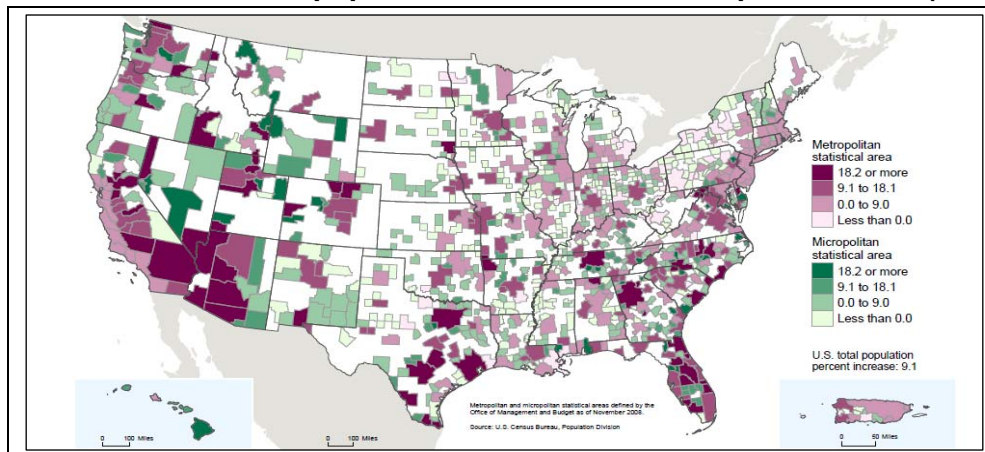 Metropolitan
statistical area
18.2 or more
9.1 to 18.1
0.0 to 9.0
Less than 0.0
Micropolitan
statistical area
18.2 or more
9.1 to 18.1
0.0 to 9.0
Less than 0.0
U.S. total population
percent increase: 9.1
Metropolitan and micropolitan statistical areas defined by the
Office of Management and Budget as of November 2008.
Source: U.S. Census Bureau, Population Division
0 100 Miles
0 100 Miles
0 50 Miles